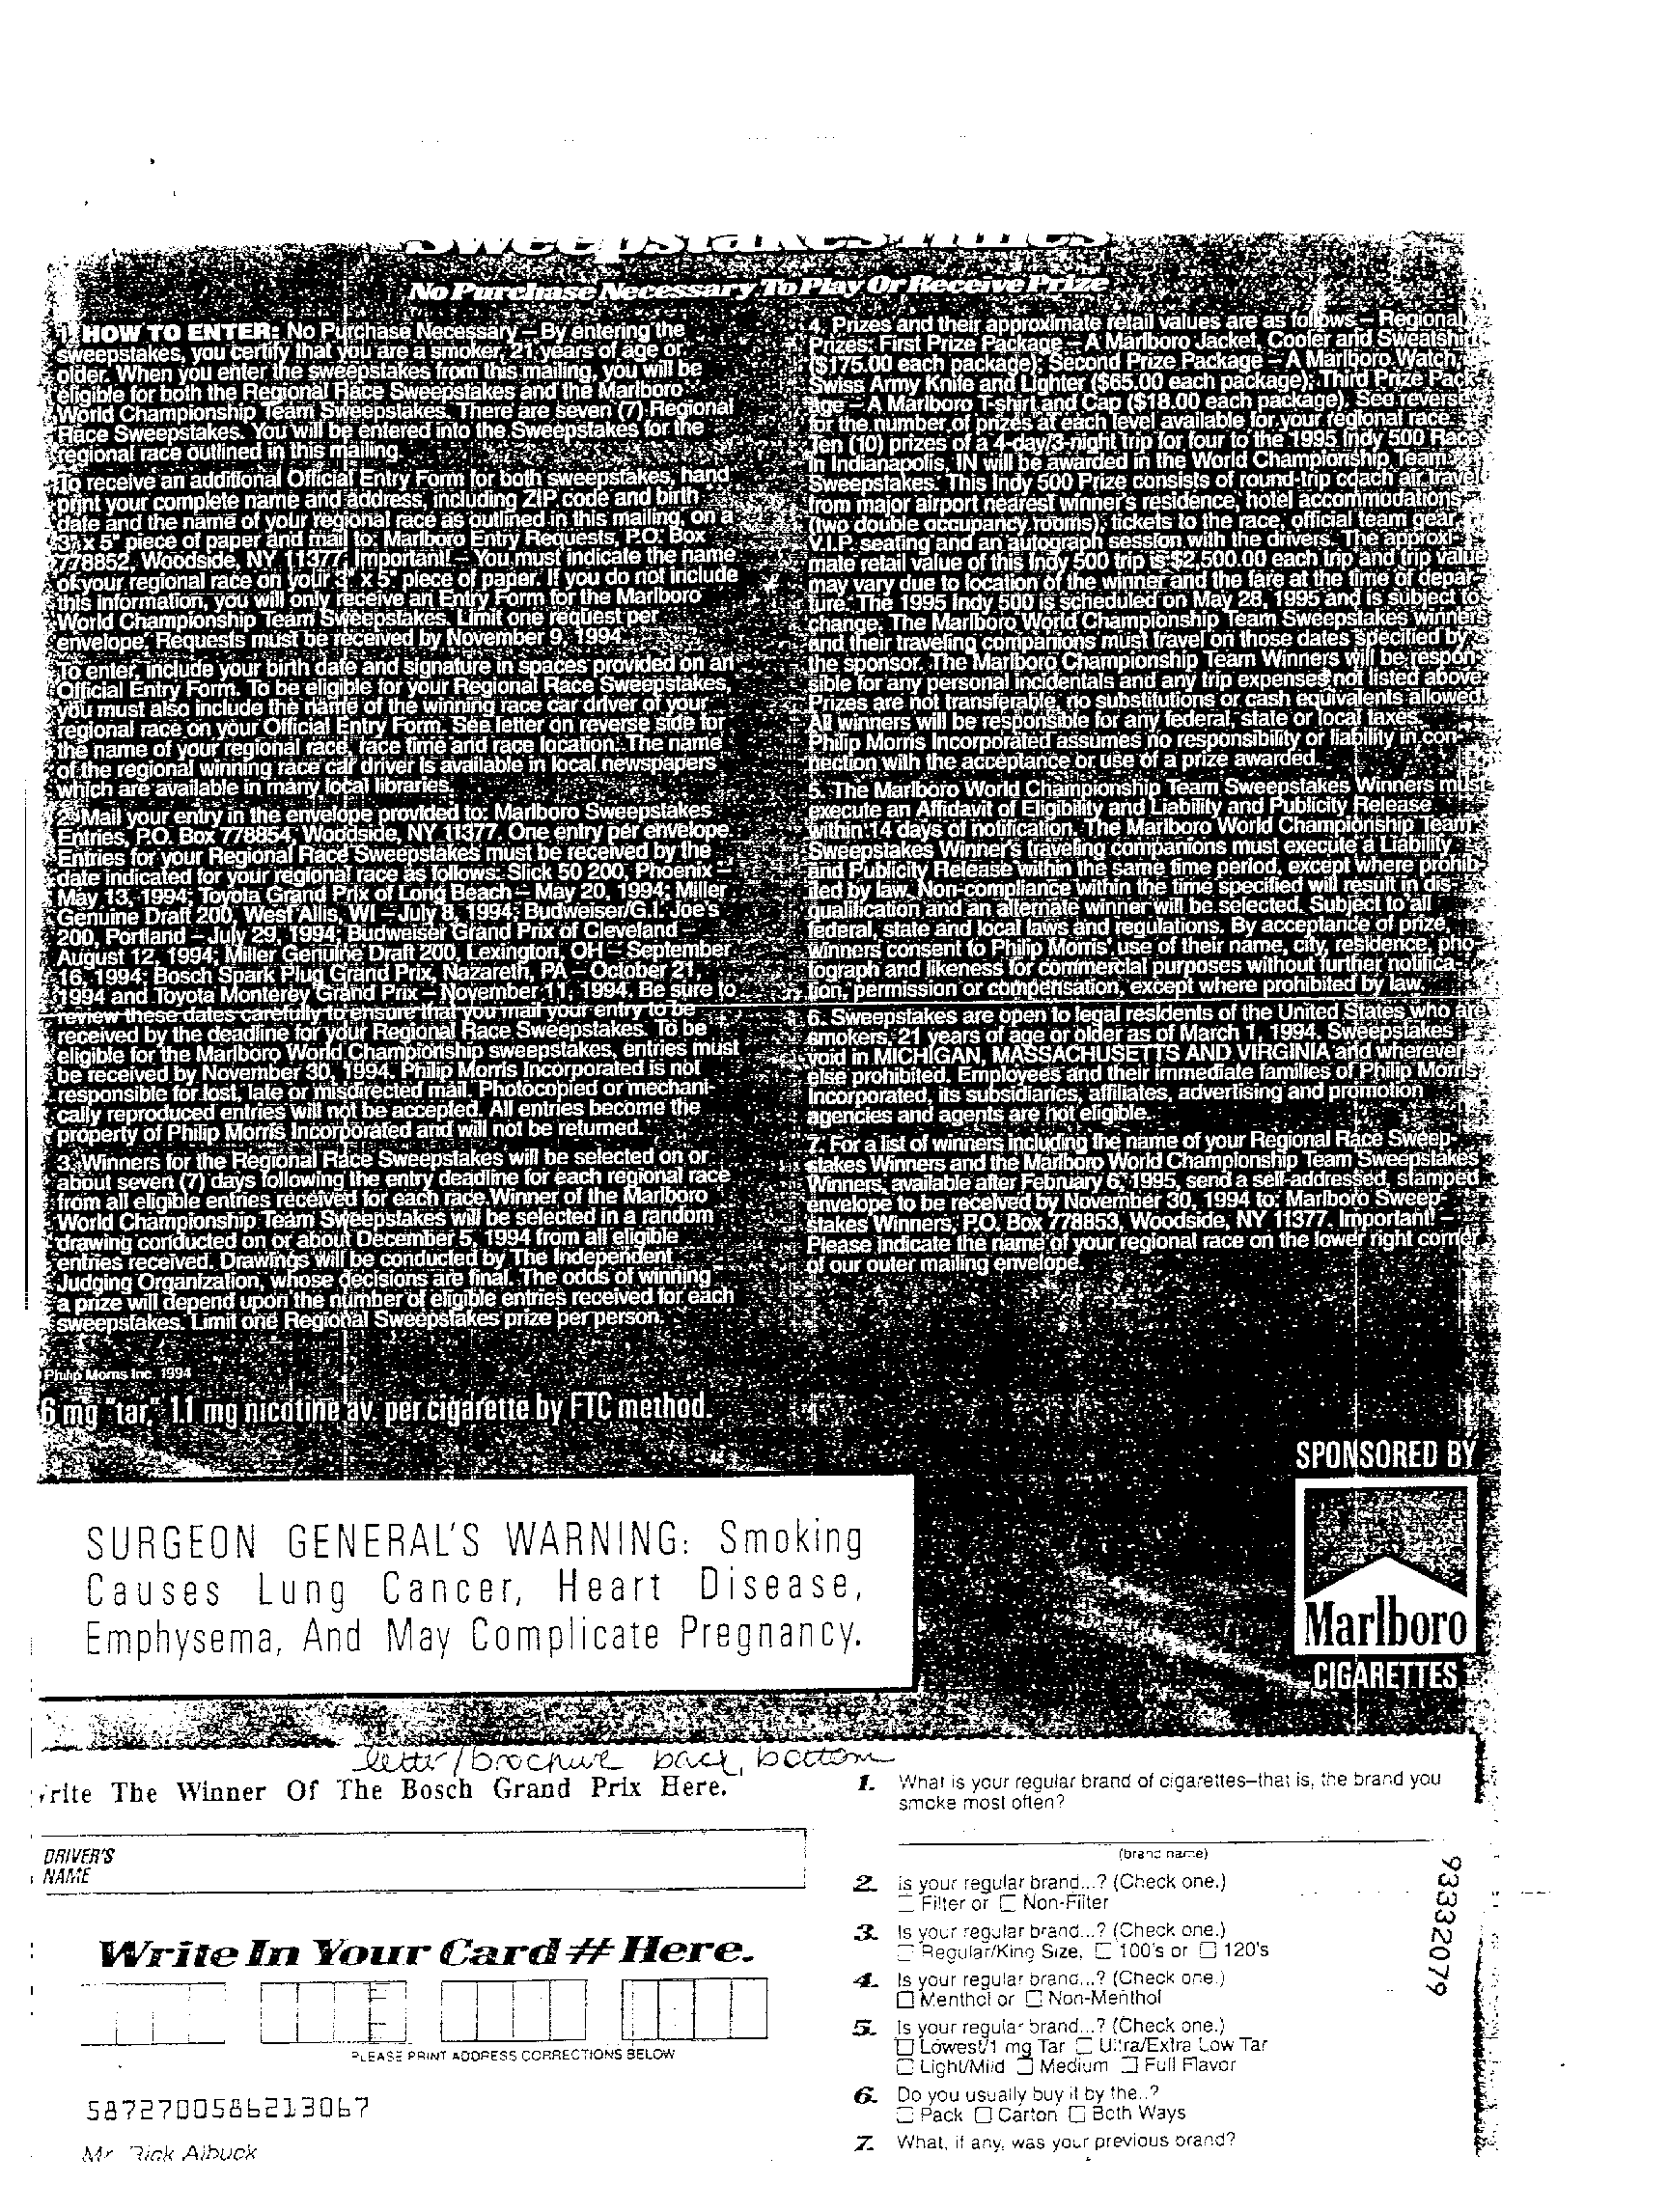 No Purchase Necessary To Play Or Receive Prize
1. HOW TO ENTER: No Purchase Necessary – By entering the
sweepstakes, you certify that you are a smoker, 21 years of age or
older. When you enter the sweepstakes from this mailing, you will be
eligible for both the Regional Race Sweepstakes and the Marlboro
World Championship Team Sweepstakes. There are seven (7) Regional
Race Sweepstakes. You will be entered into the Sweepstakes for the
regional race outlined in this mailing.
To receive an additional Official Entry Form for both sweepstakes, hand
print your complete name and address, including ZIP code and birth
date and the name of your regional race as outlined in this mailing, on a
3" x 5" piece of paper and mail to: Marlboro Entry Requests, P.O. Box
778852, Woodside, NY 11377. Important! – You must indicate the name
of your regional race on your 3" x 5" piece of paper. If you do not include
this information, you will only receive an Entry Form for the Marlboro
World Championship Team Sweepstakes. Limit one request per
envelope. Requests must be received by November 9, 1994.
To enter, include your birth date and signature in spaces provided on an
Official Entry Form. To be eligible for your Regional Race Sweepstakes,
you must also include the name of the winning race car driver of your
regional race on your Official Entry Form. See letter on reverse side for
the name of your regional race, race time and race location. The name
of the regional winning race car driver is available in local newspapers
which are available in many local libraries.
2. Mail your entry in the envelope provided to: Marlboro Sweepstakes
Entries, P.O. Box 778854, Woodside, NY 11377. One entry per envelope.
Entries for your Regional Race Sweepstakes must be received by the
date indicated for your regional race as follows: Slick 50 200, Phoenix –
May 13, 1994; Toyota Grand Prix of Long Beach – May 20, 1994; Miller
Genuine Draft 200, West Allis, WI – July 8, 1994; Budweiser/G.I. Joe's
200, Portland – July 29, 1994; Budweiser Grand Prix of Cleveland –
August 12, 1994; Miller Genuine Draft 200, Lexington, OH – September
16, 1994; Bosch Spark Plug Grand Prix, Nazareth, PA – October 21,
1994 and Toyota Monterey Grand Prix – November 11, 1994. Be sure to
review these dates carefully to ensure that you mail your entry to be
received by the deadline for your Regional Race Sweepstakes. To be
eligible for the Marlboro World Championship sweepstakes, entries must
be received by November 30, 1994. Philip Morris Incorporated is not
responsible for lost, late or misdirected mail. Photocopied or mechani-
cally reproduced entries will not be accepted. All entries become the
property of Philip Morris Incorporated and will not be returned.
3. Winners for the Regional Race Sweepstakes will be selected on or
about seven (7) days following the entry deadline for each regional race
from all eligible entries received for each race. Winner of the Marlboro
World Championship Team Sweepstakes will be selected in a random
drawing conducted on or about December 5, 1994 from all eligible
entries received. Drawings will be conducted by The Independent
Judging Organization, whose decisions are final. The odds of winning
a prize will depend upon the number of eligible entries received for each
sweepstakes. Limit one Regional Sweepstakes prize per person.
4. Prizes and their approximate retail values are as follows – Regional
Prizes: First Prize Package – A Marlboro Jacket, Cooler and Sweatshirt
($175.00 each package); Second Prize Package – A Marlboro Watch,
Swiss Army Knife and Lighter ($65.00 each package); Third Prize Pack-
age – A Marlboro T-shirt and Cap ($18.00 each package). See reverse
for the number of prizes at each level available for your regional race.
Ten (10) prizes of a 4-day/3-night trip for four to the 1995 Indy 500 Race
in Indianapolis, IN will be awarded in the World Championship Team
Sweepstakes. This Indy 500 Prize consists of round-trip coach air travel
from major airport nearest winner's residence, hotel accommodations
(two double occupancy rooms), tickets to the race, official team gear,
V.I.P. seating and an autograph session with the drivers. The approxi-
mate retail value of this Indy 500 trip is $2,500.00 each trip and trip value
may vary due to location of the winner and the fare at the time of depar-
ture. The 1995 Indy 500 is scheduled on May 28, 1995 and is subject to
change. The Marlboro World Championship Team Sweepstakes winners
and their traveling companions must travel on those dates specified by
the sponsor. The Marlboro Championship Team Winners will be respon-
sible for any personal incidentals and any trip expenses not listed above.
Prizes are not transferable, no substitutions or cash equivalents allowed.
All winners will be responsible for any federal, state or local taxes.
Philip Morris Incorporated assumes no responsibility or liability in con-
nection with the acceptance or use of a prize awarded.
5. The Marlboro World Championship Team Sweepstakes Winners must
execute an Affidavit of Eligibility and Liability and Publicity Release
within 14 days of notification. The Marlboro World Championship Team
Sweepstakes Winner's traveling companions must execute a Liability
and Publicity Release within the same time period, except where prohib-
ited by law. Non-compliance within the time specified will result in dis-
qualification and an alternate winner will be selected. Subject to all
federal, state and local laws and regulations. By acceptance of prize,
winners consent to Philip Morris' use of their name, city, residence, pho-
tograph and likeness for commercial purposes without further notifica-
tion, permission or compensation, except where prohibited by law.
6. Sweepstakes are open to legal residents of the United States who are
smokers, 21 years of age or older as of March 1, 1994. Sweepstakes
void in MICHIGAN, MASSACHUSETTS AND VIRGINIA and wherever
else prohibited. Employees and their immediate families of Philip Morris
Incorporated, its subsidiaries, affiliates, advertising and promotion
agencies and agents are not eligible.
7. For a list of winners including the name of your Regional Race Sweep-
stakes Winners and the Marlboro World Championship Team Sweepstakes
Winners, available after February 6, 1995, send a self-addressed, stamped
envelope to be received by November 30, 1994 to: Marlboro Sweep-
stakes Winners, P.O. Box 778853, Woodside, NY 11377. Important! –
Please indicate the name of your regional race on the lower right corner
of our outer mailing envelope.
Philip Morris Inc. 1994
6 mg "tar," 1.1 mg nicotine av. per cigarette by FTC method.
SPONSORED BY
Marlboro
CIGARETTES
SURGEON GENERAL'S WARNING: Smoking
Causes Lung Cancer, Heart Disease,
Emphysema, And May Complicate Pregnancy.
letter/brochure back, bottom
rite The Winner Of The Bosch Grand Prix Here.
DRIVER'S
NAME
Write In Your Card # Here.
PLEASE PRINT ADDRESS CORRECTIONS BELOW
5872700586213067
Mr Rick Albuck
1. What is your regular brand of cigarettes–that is, the brand you
smoke most often?
(brand name)
2. Is your regular brand...? (Check one.)
Filter or Non-Filter
3. Is your regular brand...? (Check one.)
Regular/King Size, 100's or 120's
4. Is your regular brand...? (Check one.)
Menthol or Non-Menthol
5. Is your regular brand...? (Check one.)
Lowest/1 mg Tar Ultra/Extra Low Tar
Light/Mild Medium Full Flavor
6. Do you usually buy it by the..?
Pack Carton Both Ways
7. What, if any, was your previous brand?
93332079